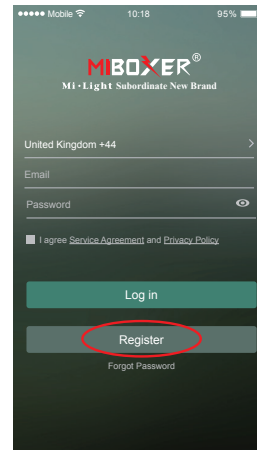 ●●●●● Mobile 10:18 95%
MIBOXER®
Mi·Light Subordinate New Brand
United Kingdom +44 >
Email
Password
I agree Service Agreement and Privacy Policy
Log in
Register
Forgot Password